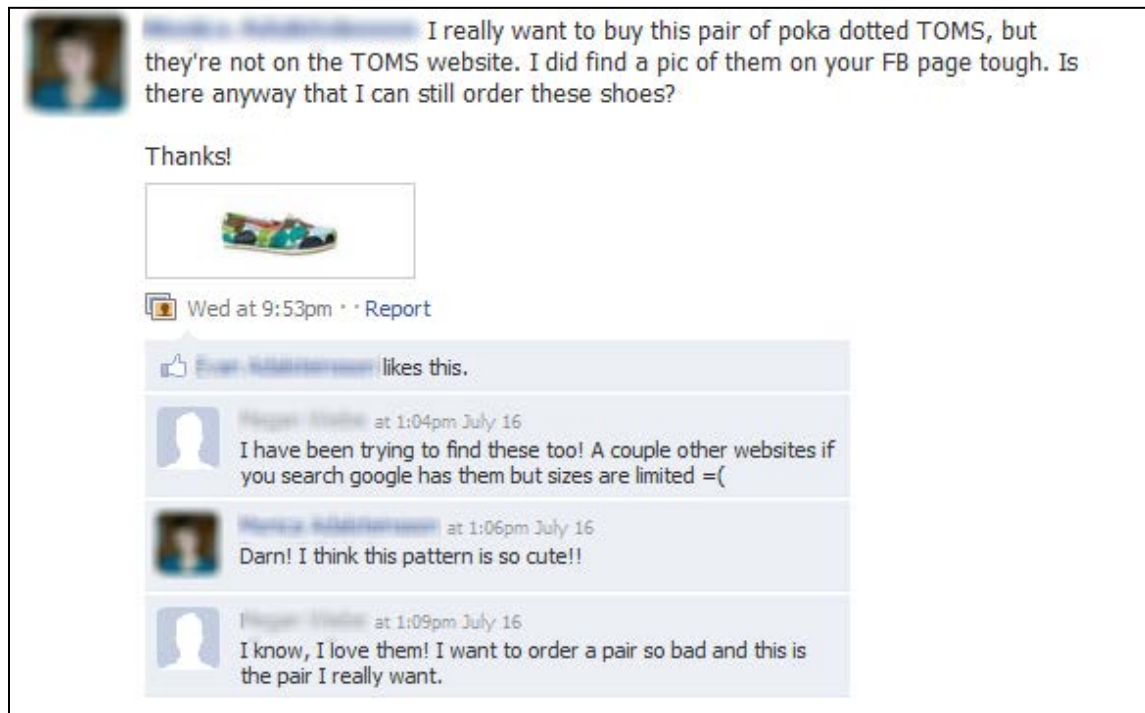 I really want to buy this pair of poka dotted TOMS, but
they're not on the TOMS website. I did find a pic of them on your FB page tough. Is
there anyway that I can still order these shoes?
Thanks!
Wed at 9:53pm · · Report
likes this.
at 1:04pm July 16
I have been trying to find these too! A couple other websites if
you search google has them but sizes are limited =(
at 1:06pm July 16
Darn! I think this pattern is so cute!!
at 1:09pm July 16
I know, I love them! I want to order a pair so bad and this is
the pair I really want.